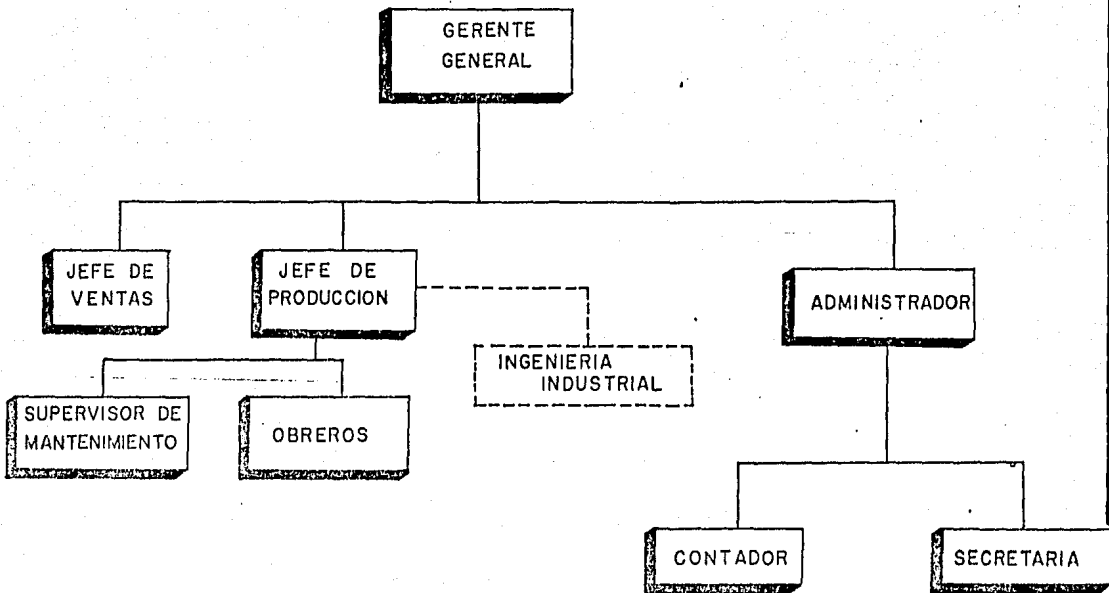 GERENTE
GENERAL
JEFE DE
VENTAS
JEFE DE
PRODUCCION
ADMINISTRADOR
INGENIERIA
INDUSTRIAL
SUPERVISOR DE
MANTENIMIENTO
OBREROS
CONTADOR
SECRETARIA